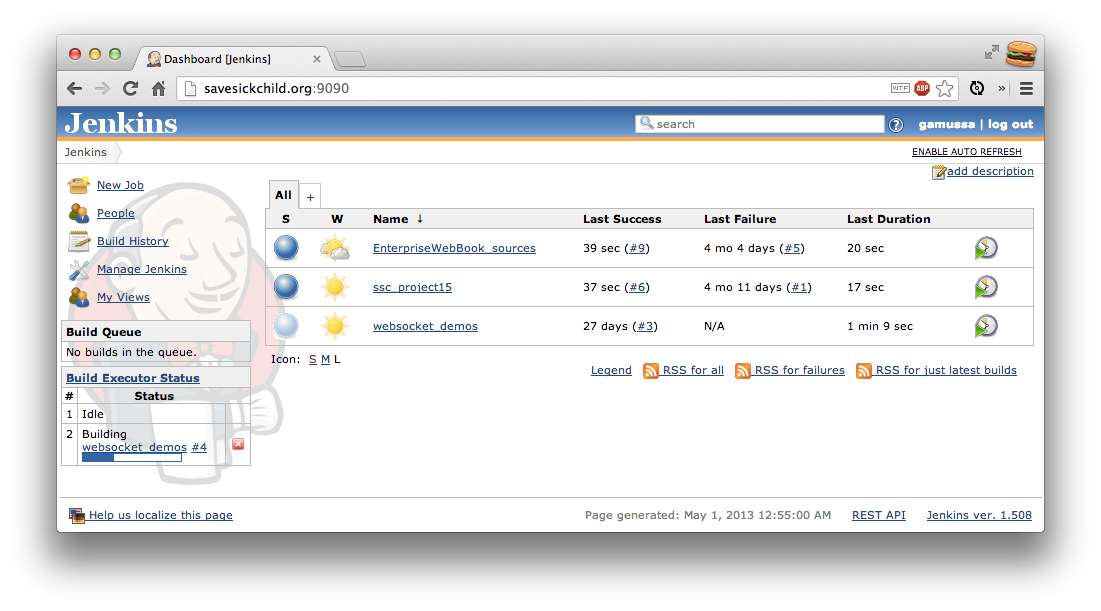 Dashboard [Jenkins]
savesickchild.org:9090
WTF ABP »
Jenkins search gamussa | log out
Jenkins ENABLE AUTO REFRESH
add description
New Job
People
Build History
Manage Jenkins
My Views
Build Queue
No builds in the queue.
Build Executor Status
# Status
1 Idle
2 Building
websocket_demos #4
All +
S W Name ↓ Last Success Last Failure Last Duration
EnterpriseWebBook_sources 39 sec (#9) 4 mo 4 days (#5) 20 sec
ssc_project15 37 sec (#6) 4 mo 11 days (#1) 17 sec
websocket_demos 27 days (#3) N/A 1 min 9 sec
Icon: S M L
Legend RSS for all RSS for failures RSS for just latest builds
Help us localize this page Page generated: May 1, 2013 12:55:00 AM REST API Jenkins ver. 1.508